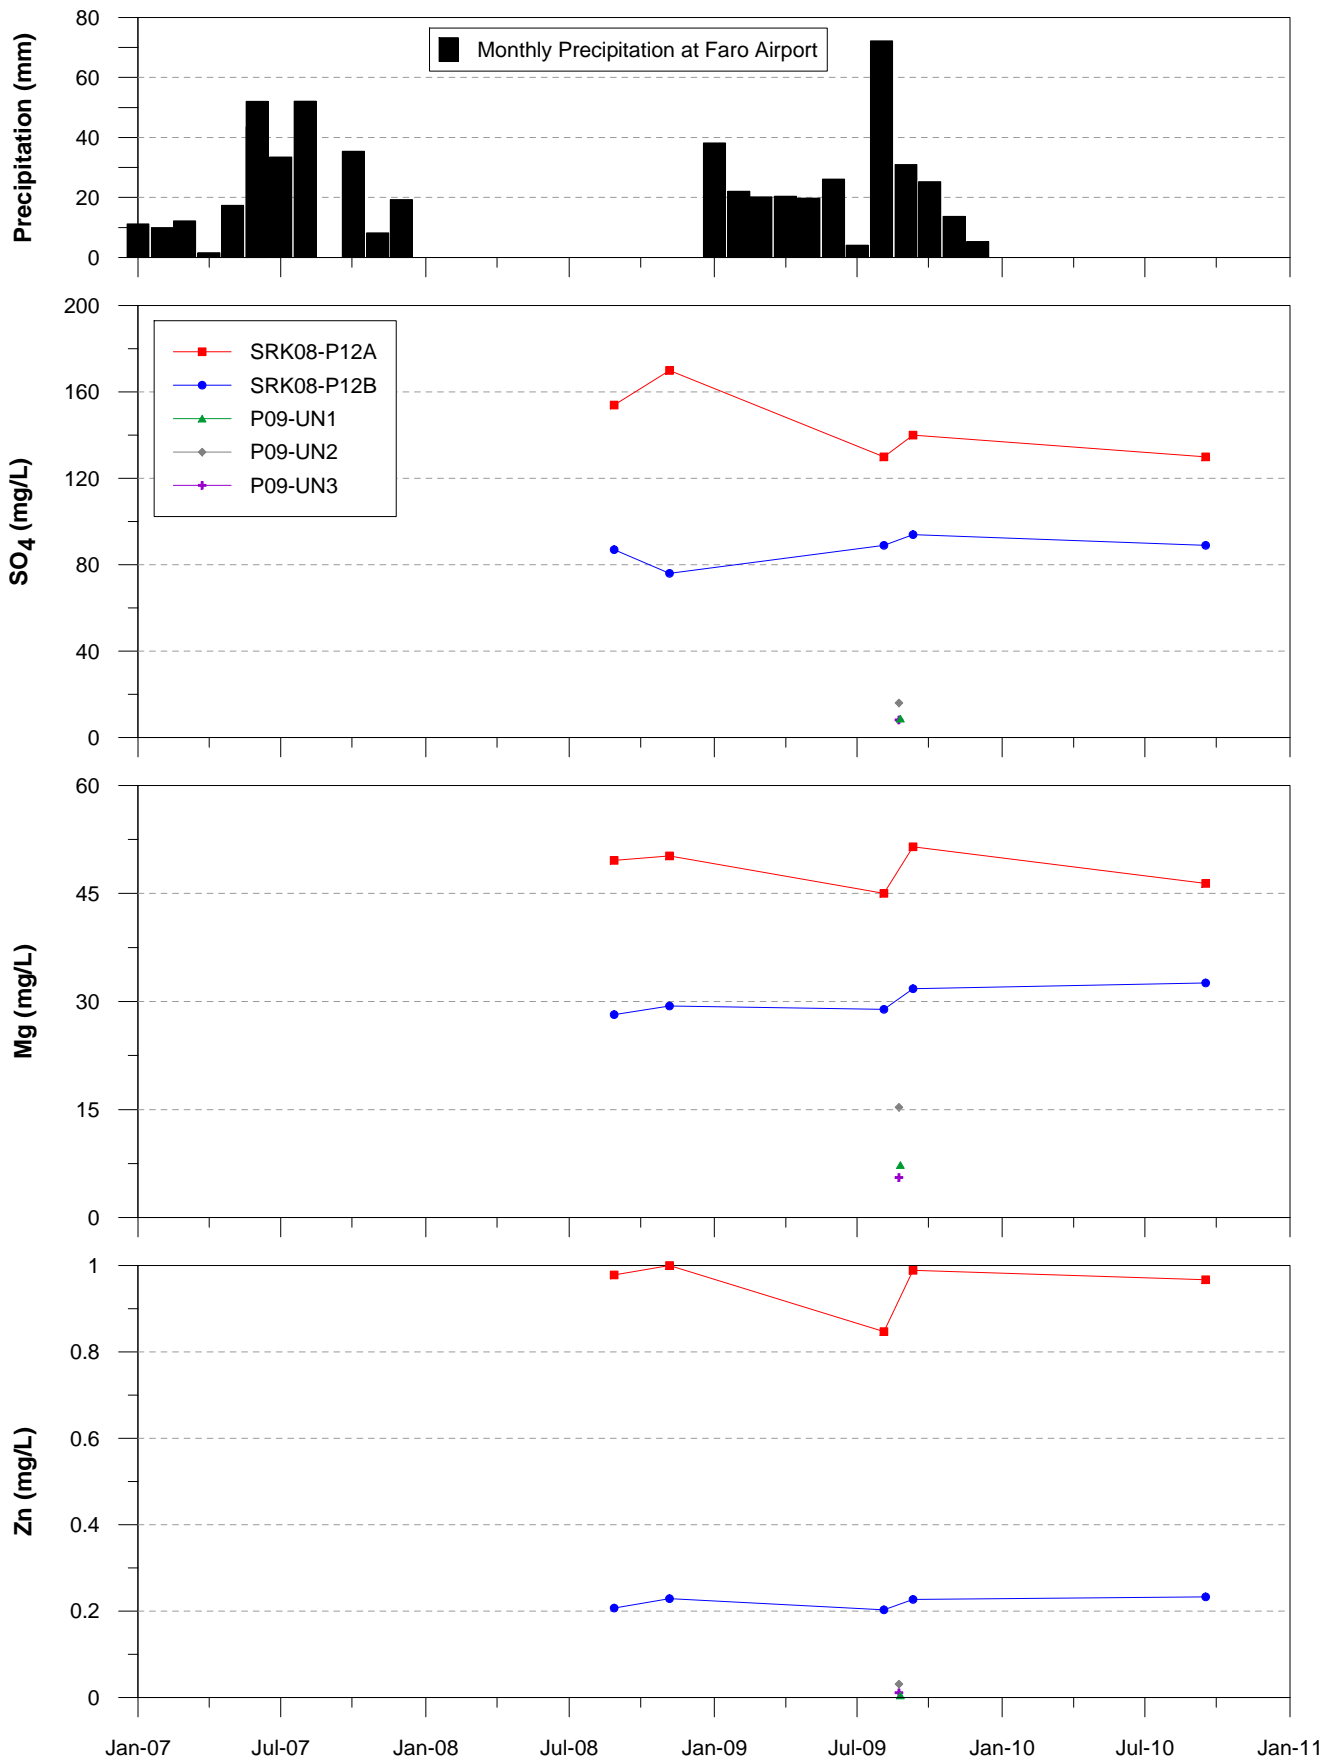 80
60
40
20
0
Precipitation (mm)
Monthly Precipitation at Faro Airport
200
160
120
80
40
0
SO4 (mg/L)
SRK08-P12A
SRK08-P12B
P09-UN1
P09-UN2
P09-UN3
60
45
30
15
0
Mg (mg/L)
1
0.8
0.6
0.4
0.2
0
Zn (mg/L)
Jan-07 Jul-07 Jan-08 Jul-08 Jan-09 Jul-09 Jan-10 Jul-10 Jan-11